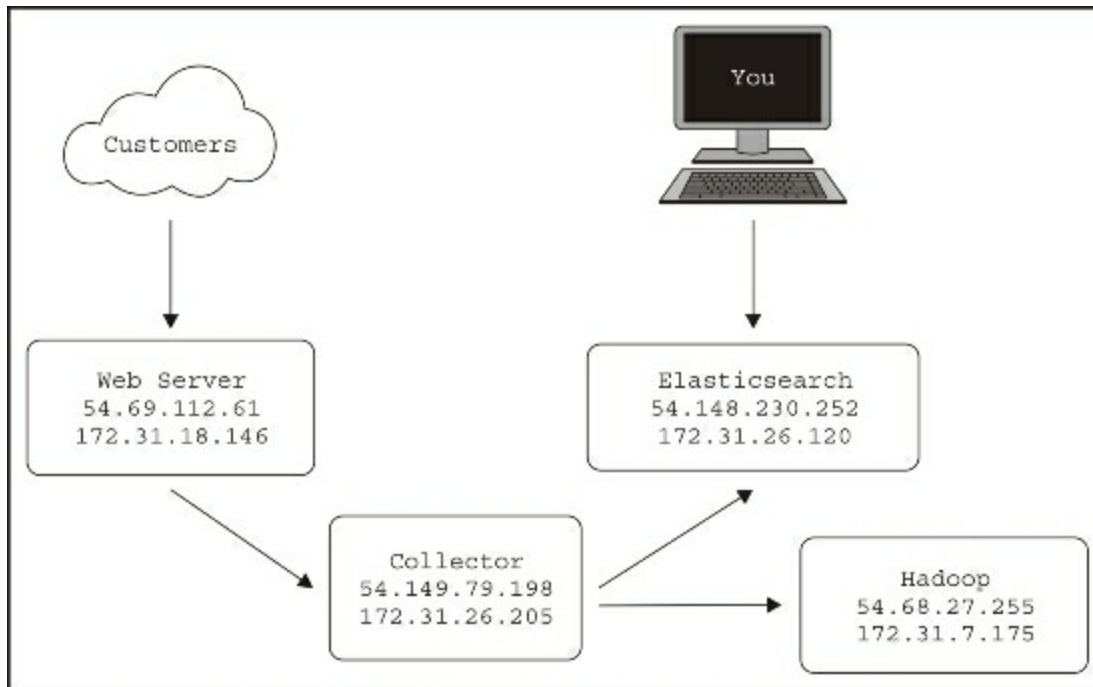 Customers
You
Web Server
54.69.112.61
172.31.18.146
Elasticsearch
54.148.230.252
172.31.26.120
Collector
54.149.79.198
172.31.26.205
Hadoop
54.68.27.255
172.31.7.175